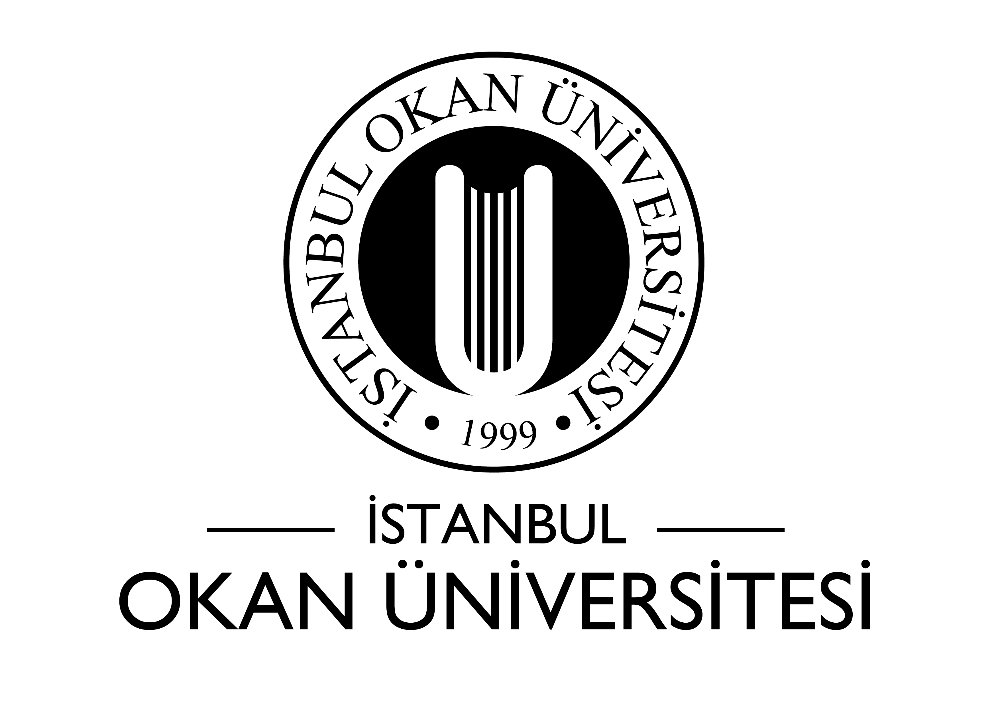 İSTANBUL OKAN ÜNİVERSİTESİ
• 1999 •
İSTANBUL
OKAN ÜNİVERSİTESİ